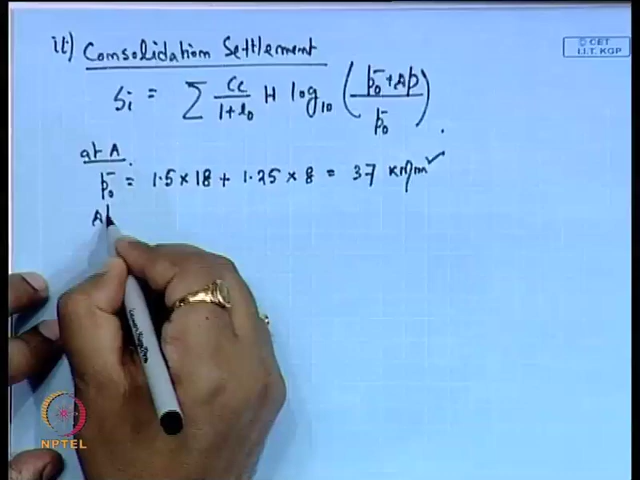 ii) Consolidation Settlement
© CET
I.I.T. KGP
Si = ∑ Cc/(1+e0) H log10 ((p̄0+Δp)/p̄0).
at A.
p̄0 = 1.5×18 + 1.25×8 = 37 kN/m² ✓
Δ
NPTEL